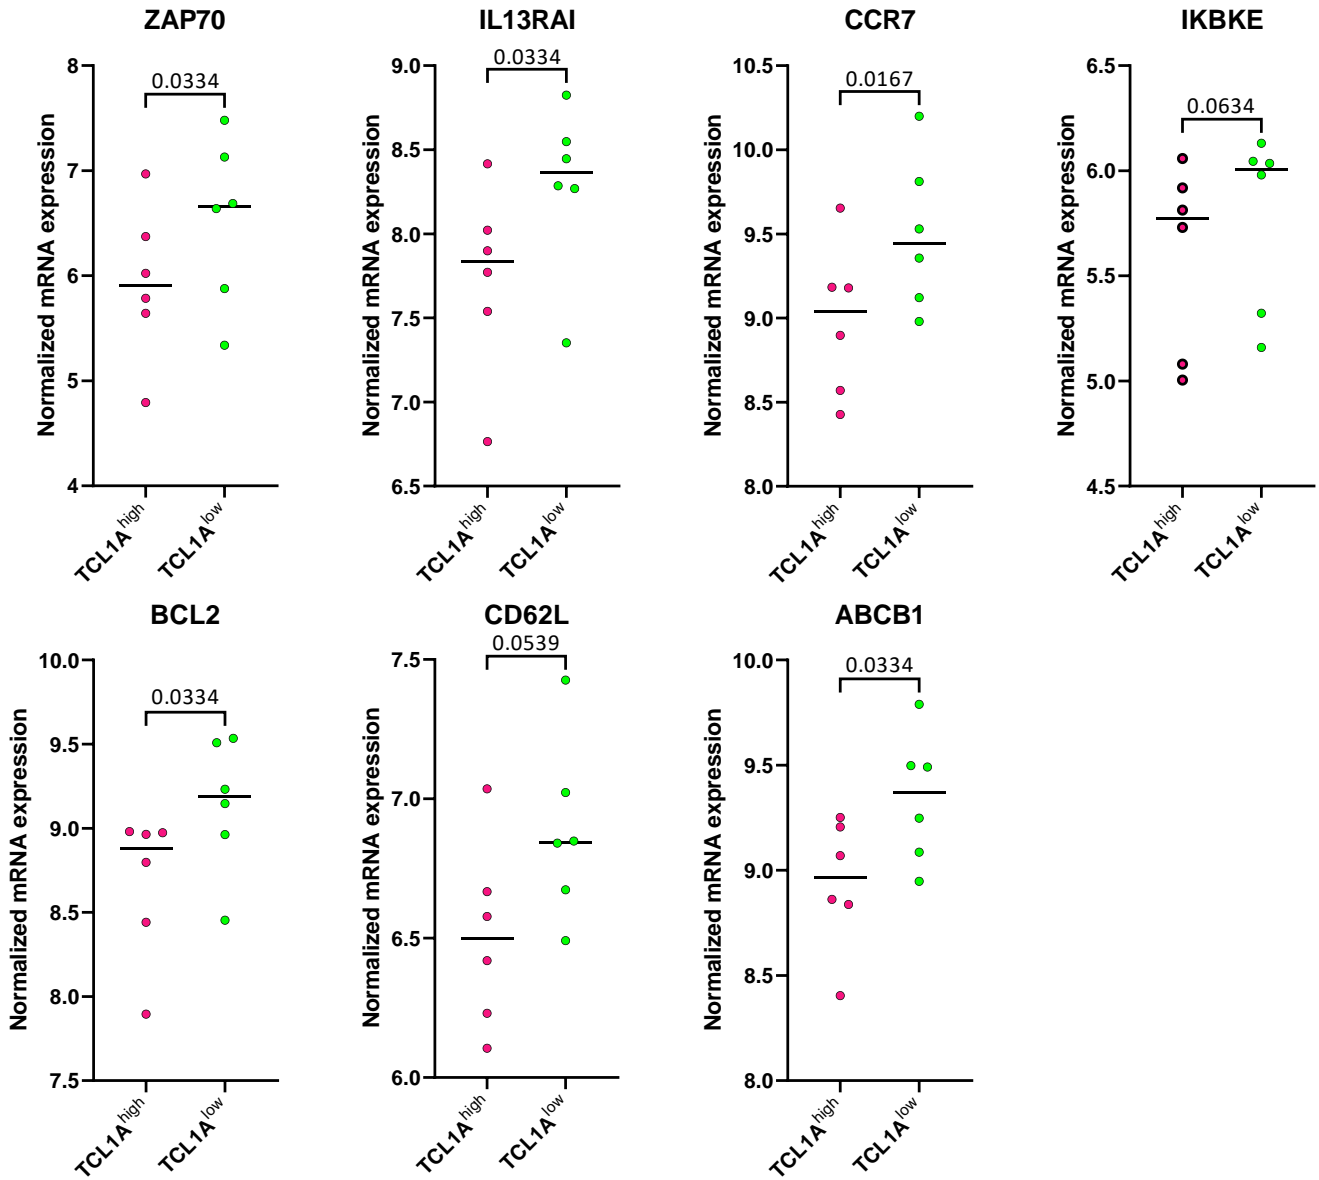 ZAP70
Normalized mRNA expression
8
7
6
5
4
0.0334
TCL1A high
TCL1A low
IL13RAI
Normalized mRNA expression
9.0
8.5
8.0
7.5
7.0
6.5
0.0334
TCL1A high
TCL1A low
CCR7
Normalized mRNA expression
10.5
10.0
9.5
9.0
8.5
8.0
0.0167
TCL1A high
TCL1A low
IKBKE
Normalized mRNA expression
6.5
6.0
5.5
5.0
4.5
0.0634
TCL1A high
TCL1A low
BCL2
Normalized mRNA expression
10.0
9.5
9.0
8.5
8.0
7.5
0.0334
TCL1A high
TCL1A low
CD62L
Normalized mRNA expression
7.5
7.0
6.5
6.0
0.0539
TCL1A high
TCL1A low
ABCB1
Normalized mRNA expression
10.0
9.5
9.0
8.5
8.0
0.0334
TCL1A high
TCL1A low